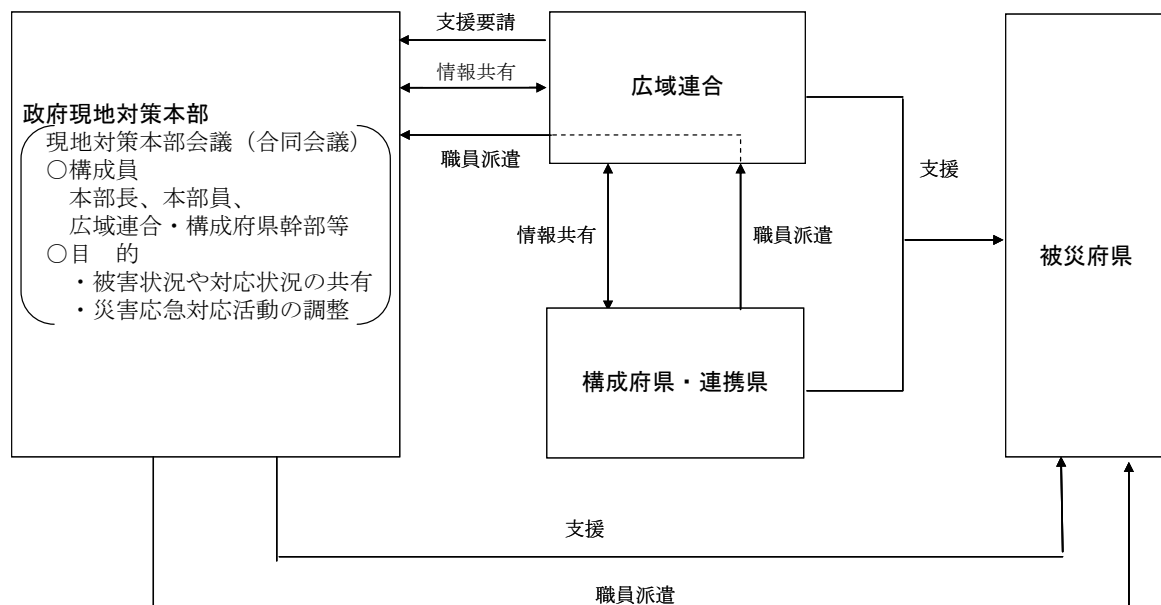 政府現地対策本部
現地対策本部会議（合同会議）
○構成員
本部長、本部員、
広域連合・構成府県幹部等
○目　的
・被害状況や対応状況の共有
・災害応急対応活動の調整
支援要請
情報共有
職員派遣
広域連合
情報共有
職員派遣
構成府県・連携県
支援
被災府県
支援
職員派遣